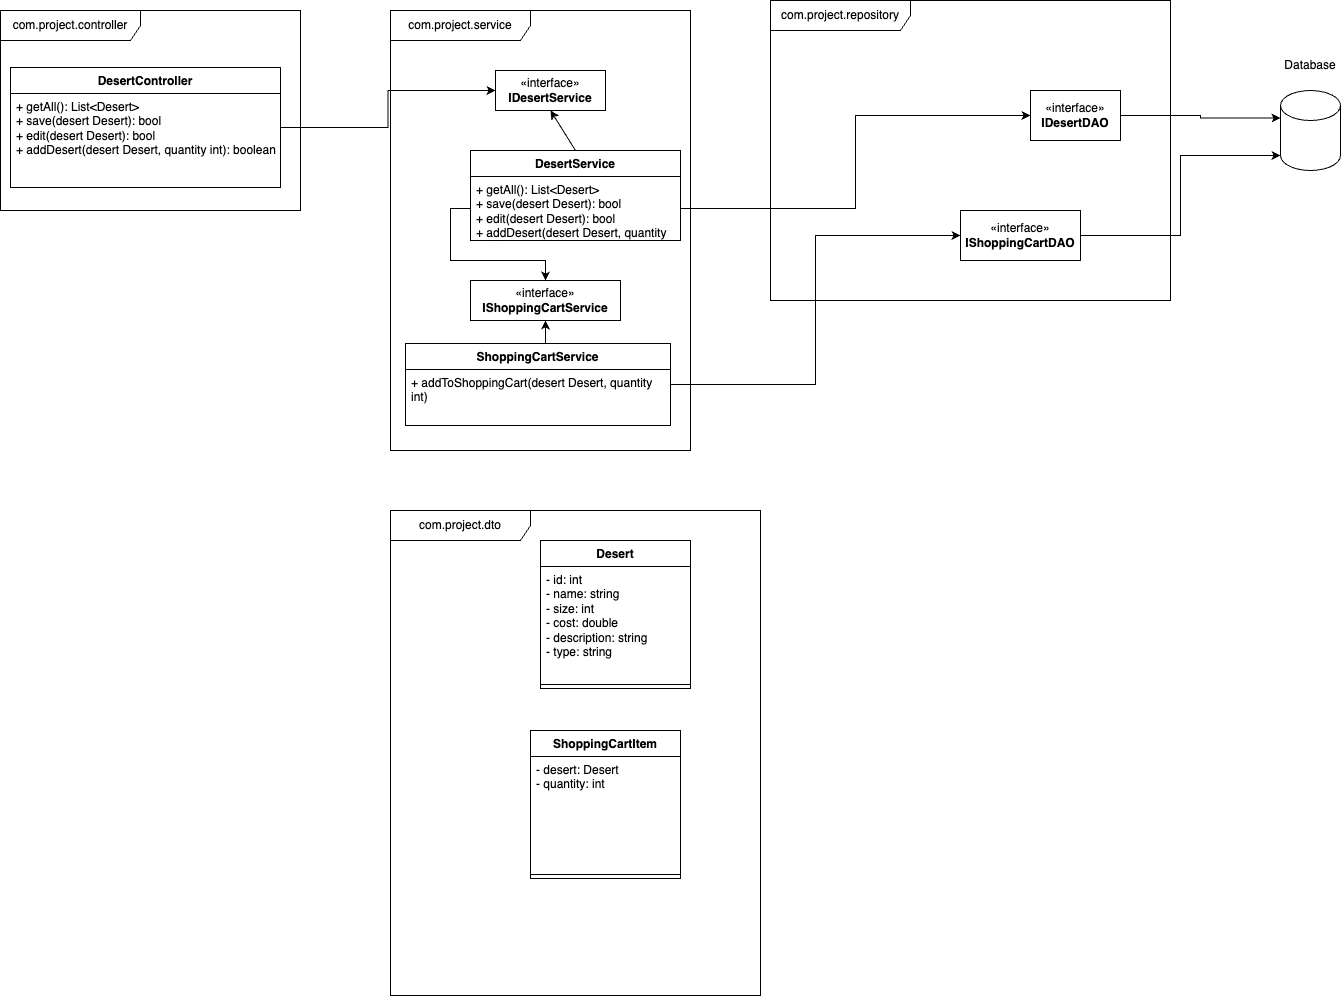 com.project.controller
DesertController
+ getAll(): List<Desert>
+ save(desert Desert): bool
+ edit(desert Desert): bool
+ addDesert(desert Desert, quantity int): boolean
com.project.service
«interface»
IDesertService
DesertService
+ getAll(): List<Desert>
+ save(desert Desert): bool
+ edit(desert Desert): bool
+ addDesert(desert Desert, quantity
«interface»
IShoppingCartService
ShoppingCartService
+ addToShoppingCart(desert Desert, quantity
int)
com.project.repository
«interface»
IDesertDAO
«interface»
IShoppingCartDAO
Database
com.project.dto
Desert
- id: int
- name: string
- size: int
- cost: double
- description: string
- type: string
ShoppingCartItem
- desert: Desert
- quantity: int